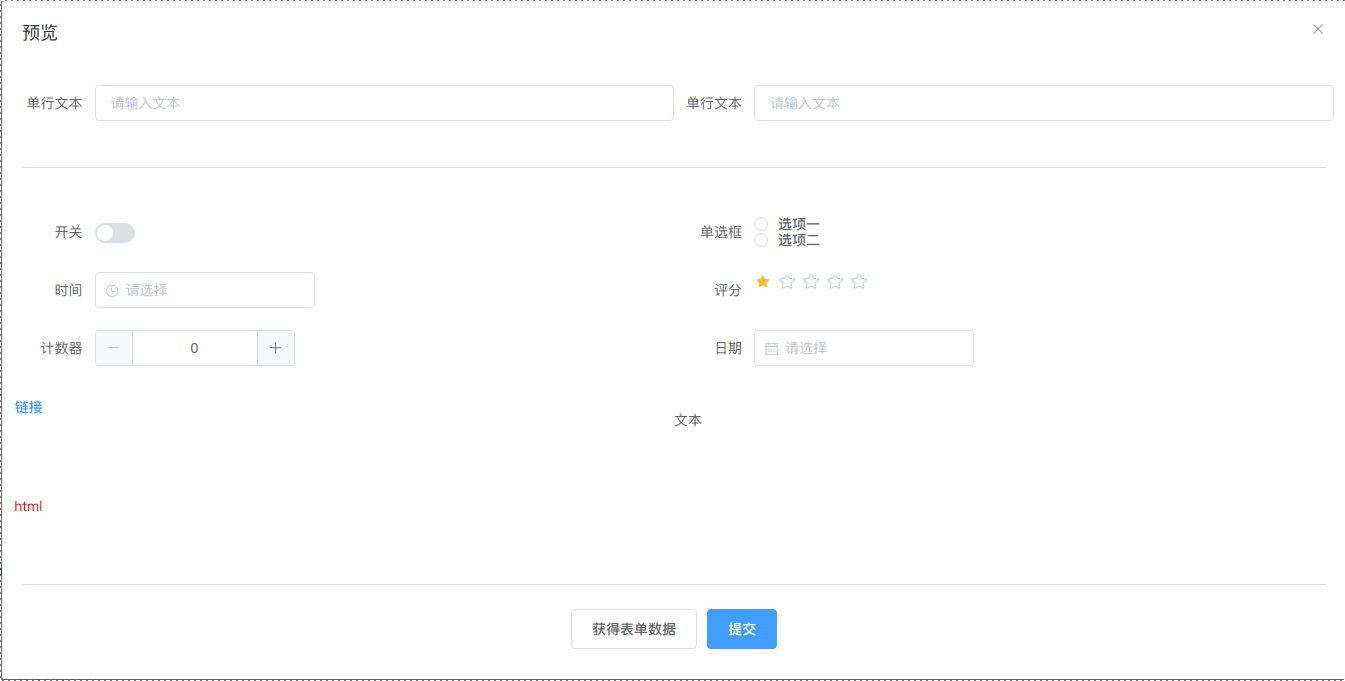 预览
单行文本 请输入文本 单行文本 请输入文本
开关 单选框 选项一
选项二
时间 请选择 评分
计数器 0 日期 请选择
链接 文本
html
获得表单数据 提交